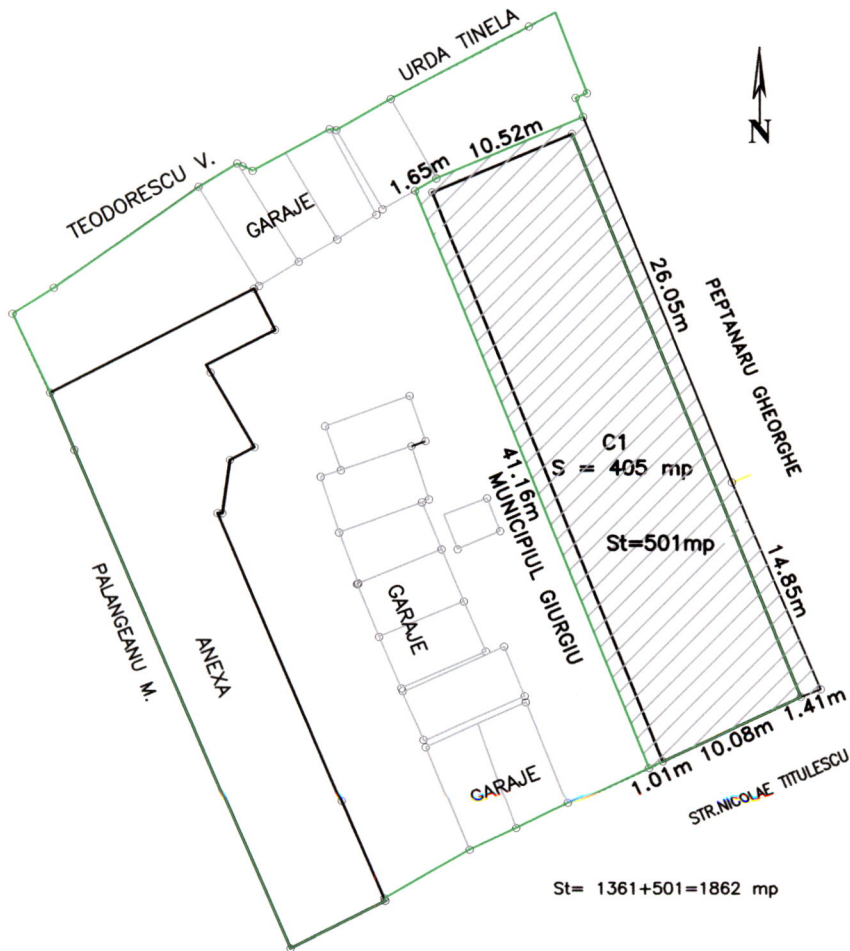 URDA TINELA
N
10.52m
1.65m
TEODORESCU V.
GARAJE
26.05m
PEPTANARU GHEORGHE
C1
S = 405 mp
41.16m
MUNICIPIUL GIURGIU
St=501mp
14.85m
PALANGEANU M.
ANEXA
GARAJE
1.41m
10.08m
1.01m
GARAJE
STR.NICOLAE TITULESCU
St= 1361+501=1862 mp